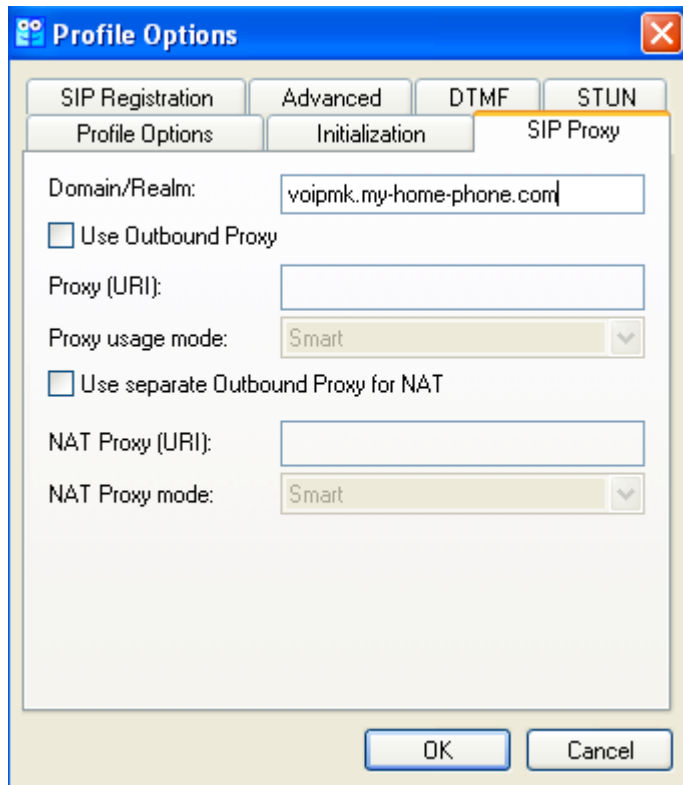 Profile Options
SIP Registration Advanced DTMF STUN
Profile Options Initialization SIP Proxy
Domain/Realm: voipmk.my-home-phone.com
Use Outbound Proxy
Proxy (URI):
Proxy usage mode: Smart
Use separate Outbound Proxy for NAT
NAT Proxy (URI):
NAT Proxy mode: Smart
OK Cancel